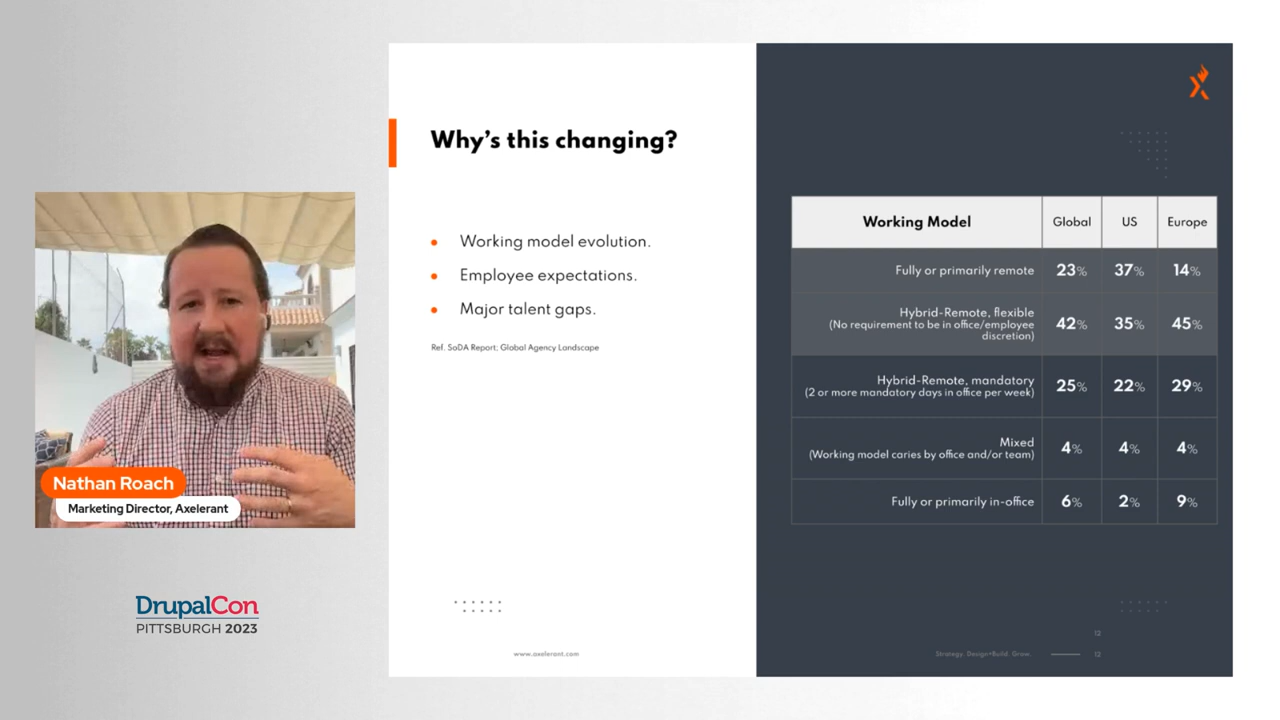 Nathan Roach
Marketing Director, Axelerant
DrupalCon
PITTSBURGH 2023
Why's this changing?
Working model evolution.
Employee expectations.
Major talent gaps.
Ref. SoDA Report; Global Agency Landscape
www.axelerant.com
Working Model Global US Europe
Fully or primarily remote 23% 37% 14%
Hybrid-Remote, flexible
(No requirement to be in office/employee
discretion) 42% 35% 45%
Hybrid-Remote, mandatory
(2 or more mandatory days in office per week) 25% 22% 29%
Mixed
(Working model caries by office and/or team) 4% 4% 4%
Fully or primarily in-office 6% 2% 9%
12
Strategy. Design+Build. Grow. 12